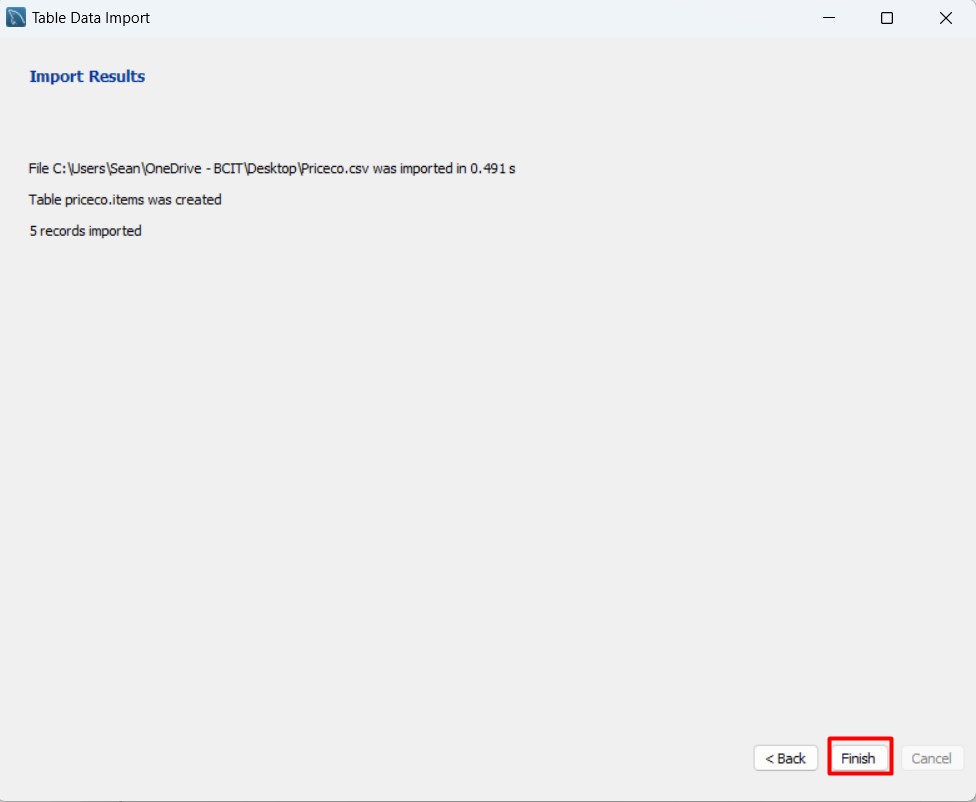 Table Data Import
Import Results
File C:\Users\Sean\OneDrive - BCIT\Desktop\Priceco.csv was imported in 0.491 s
Table priceco.items was created
5 records imported
< Back Finish Cancel